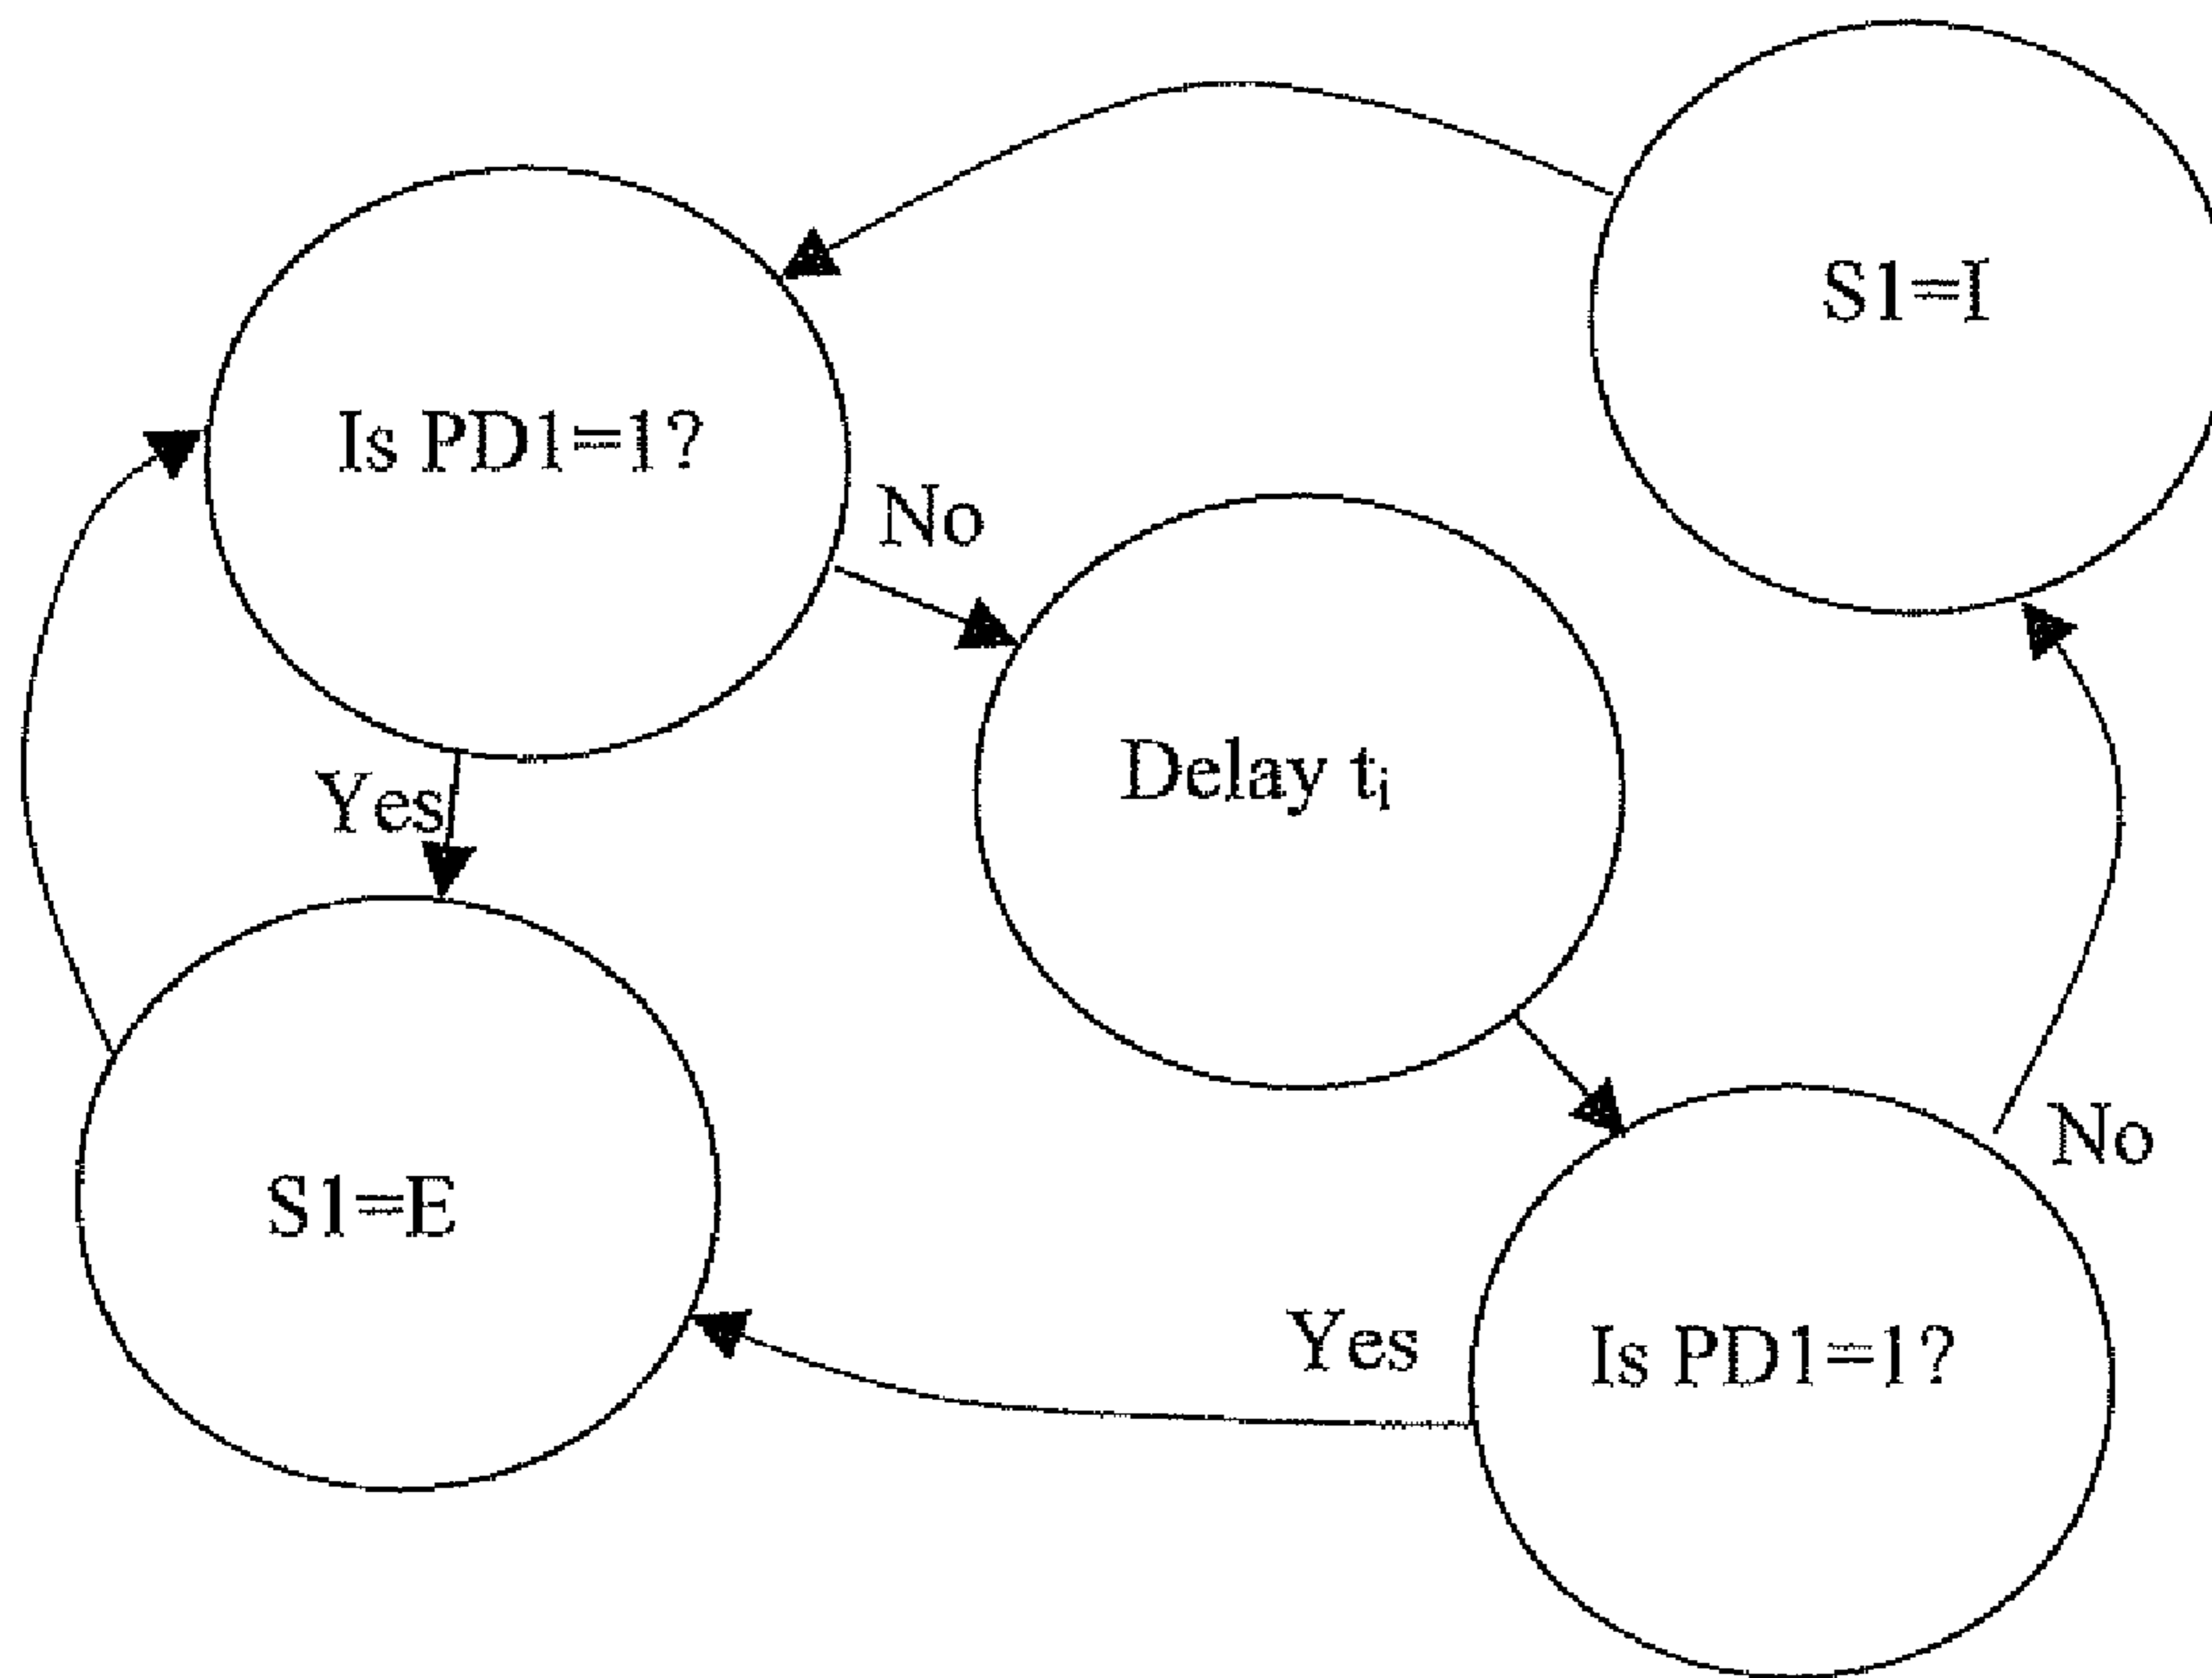 S1=I
Is PD1=1?
No
Delay tᵢ
Yes
No
S1=E
Yes
Is PD1=1?